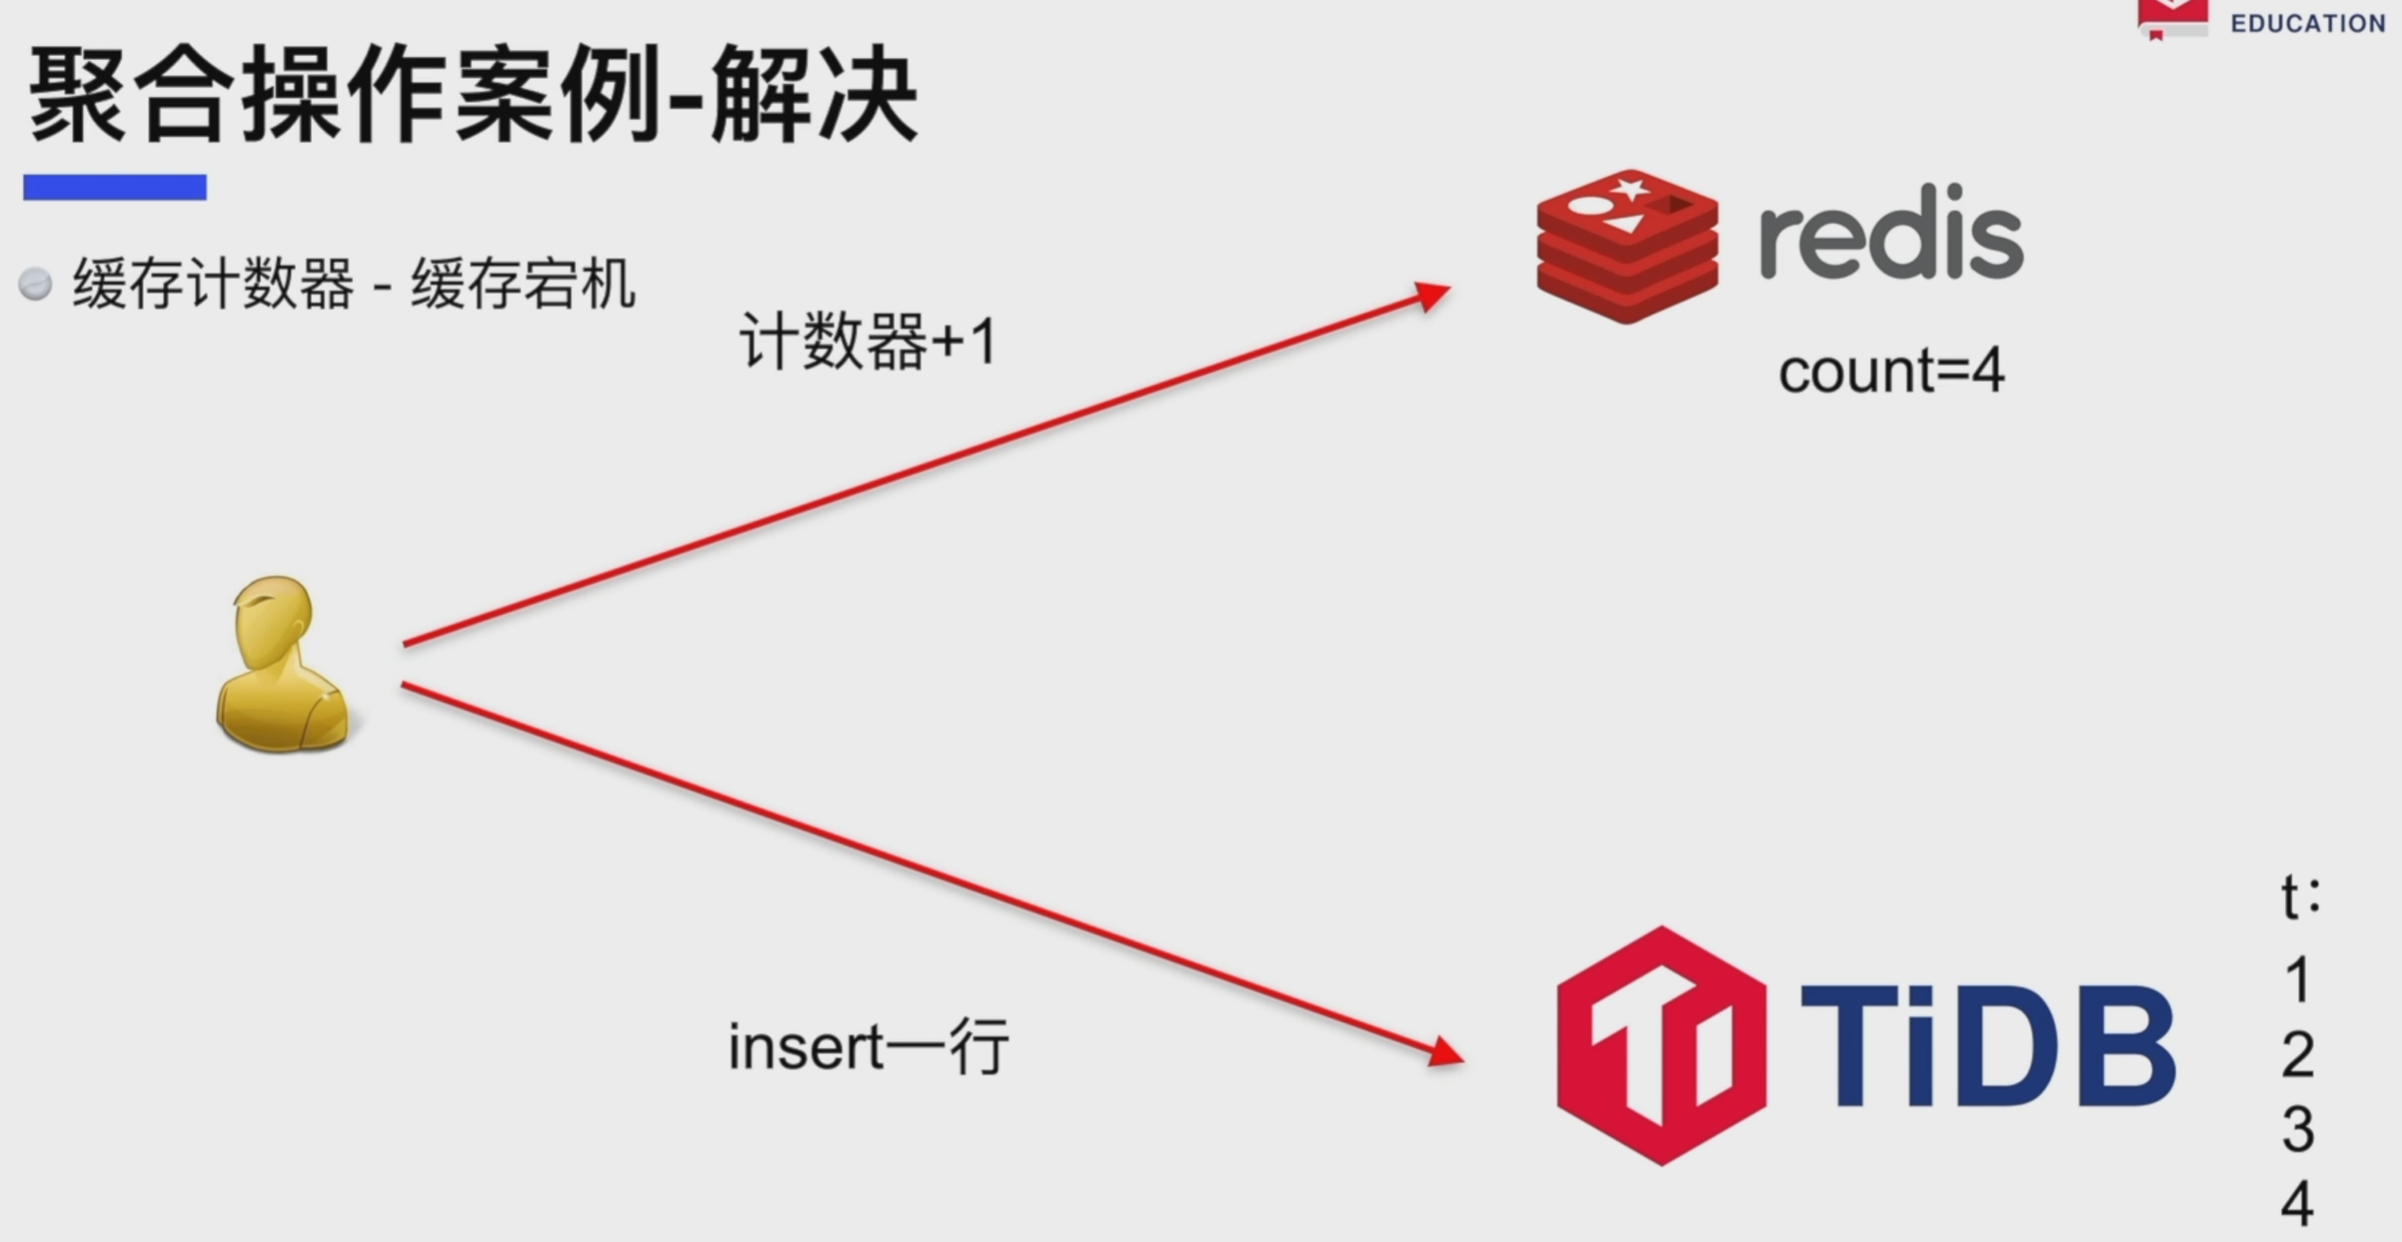 EDUCATION
聚合操作案例-解决
缓存计数器 - 缓存宕机
计数器+1
redis
count=4
insert一行
TiDB
t：
1
2
3
4